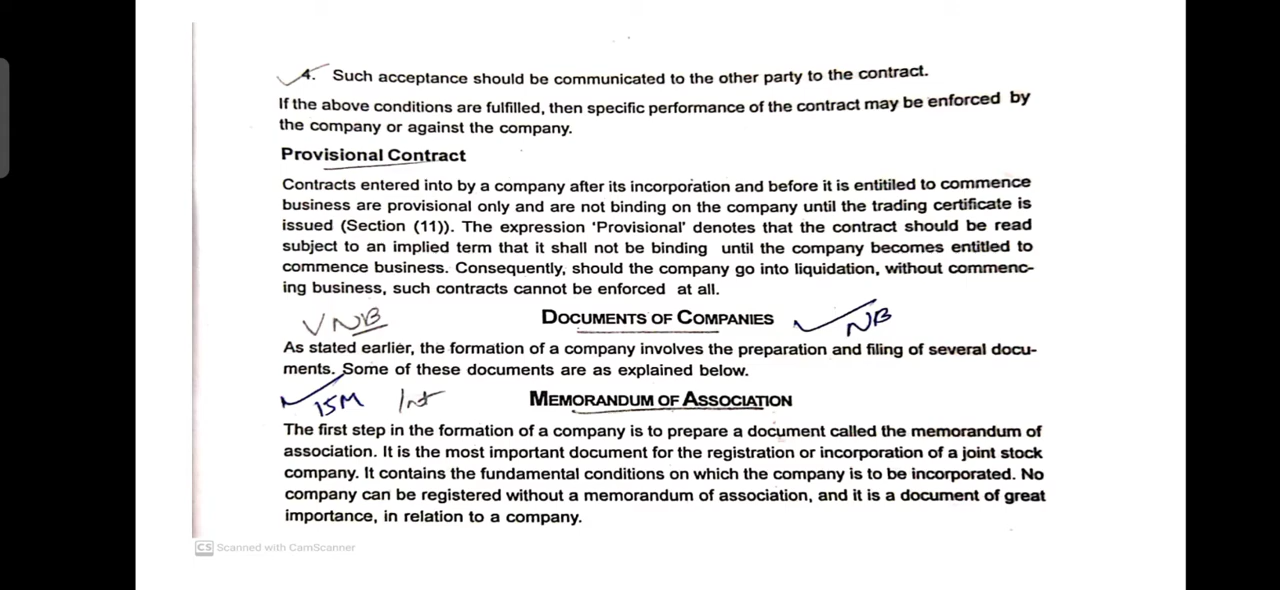 4. Such acceptance should be communicated to the other party to the contract.
If the above conditions are fulfilled, then specific performance of the contract may be enforced by
the company or against the company.
Provisional Contract
Contracts entered into by a company after its incorporation and before it is entitiled to commence
business are provisional only and are not binding on the company until the trading certificate is
issued (Section (11)). The expression 'Provisional' denotes that the contract should be read
subject to an implied term that it shall not be binding until the company becomes entitled to
commence business. Consequently, should the company go into liquidation, without commenc-
ing business, such contracts cannot be enforced at all.
VNB DOCUMENTS OF COMPANIES NB
As stated earlier, the formation of a company involves the preparation and filing of several docu-
ments. Some of these documents are as explained below.
15M Int MEMORANDUM OF ASSOCIATION
The first step in the formation of a company is to prepare a document called the memorandum of
association. It is the most important document for the registration or incorporation of a joint stock
company. It contains the fundamental conditions on which the company is to be incorporated. No
company can be registered without a memorandum of association, and it is a document of great
importance, in relation to a company.
CS Scanned with CamScanner